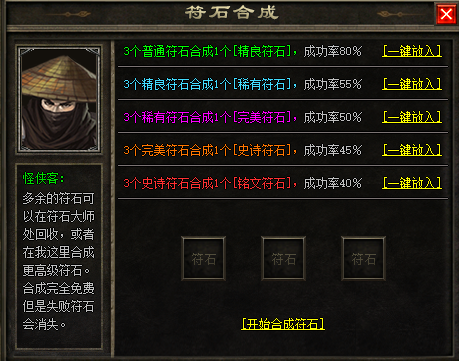 符石合成
3个普通符石合成1个[精良符石]，成功率80% [一键放入]
3个精良符石合成1个[稀有符石]，成功率55% [一键放入]
3个稀有符石合成1个[完美符石]，成功率50% [一键放入]
3个完美符石合成1个[史诗符石]，成功率45% [一键放入]
3个史诗符石合成1个[铭文符石]，成功率40% [一键放入]
怪侠客：
多余的符石可
以在符石大师
处回收，或者
在我这里合成
更高级符石。
合成完全免费
但是失败符石
会消失。
符石 符石 符石
[开始合成符石]